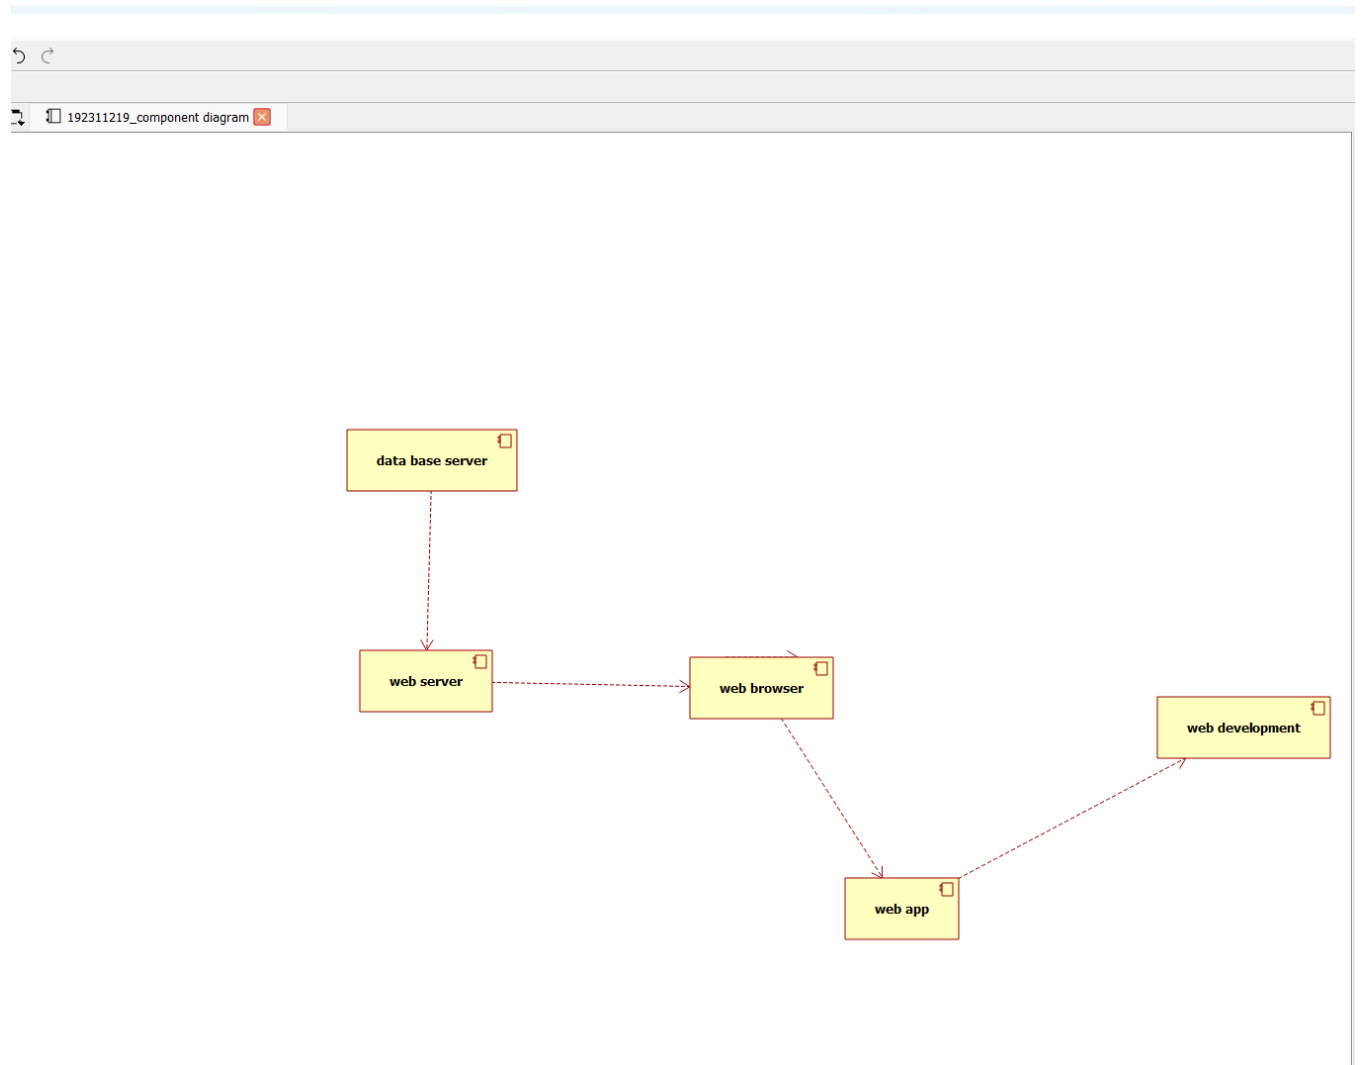 192311219_component diagram
data base server
web server
web browser
web development
web app